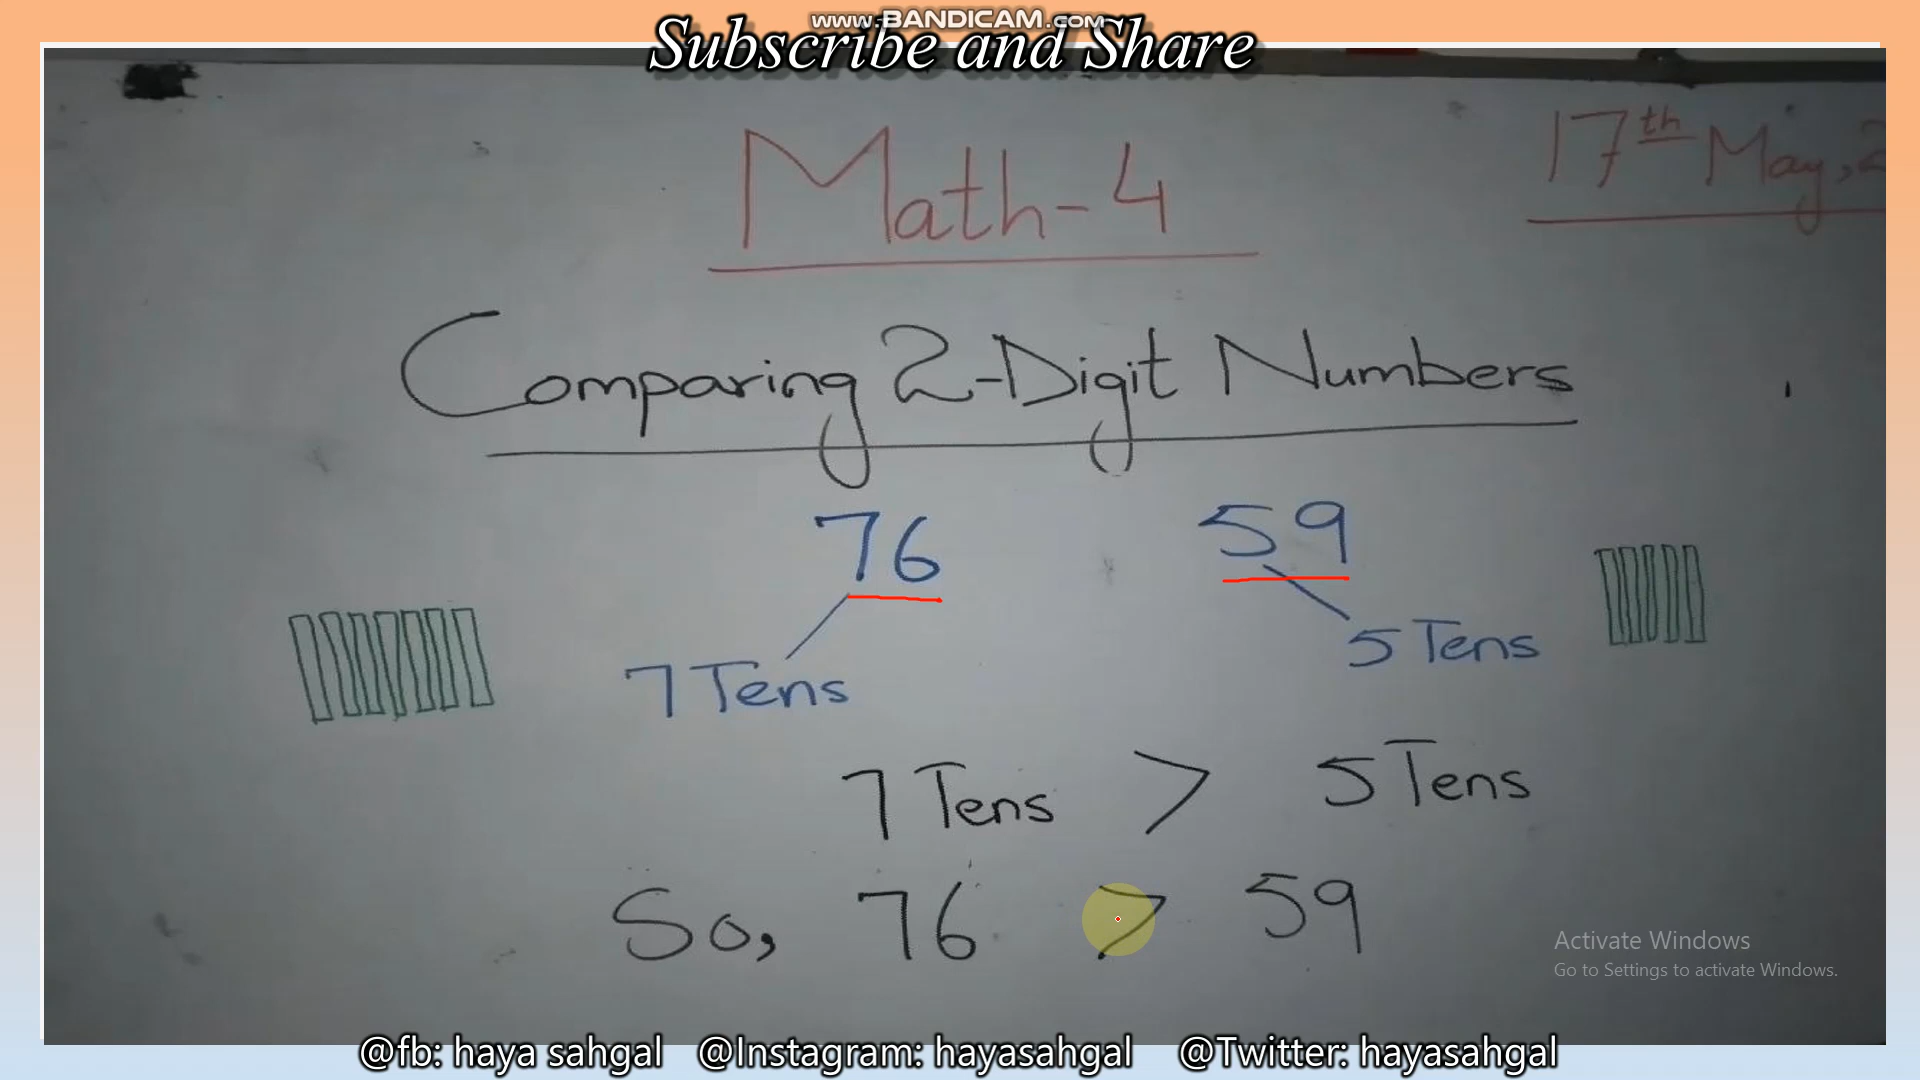 www.BANDICAM.com
Subscribe and Share
Math-4
17th May, 2
Comparing 2-Digit Numbers
76 59
7 Tens 5 Tens
7 Tens > 5 Tens
So, 76 > 59
Activate Windows
Go to Settings to activate Windows.
@fb: haya sahgal @Instagram: hayasahgal @Twitter: hayasahgal